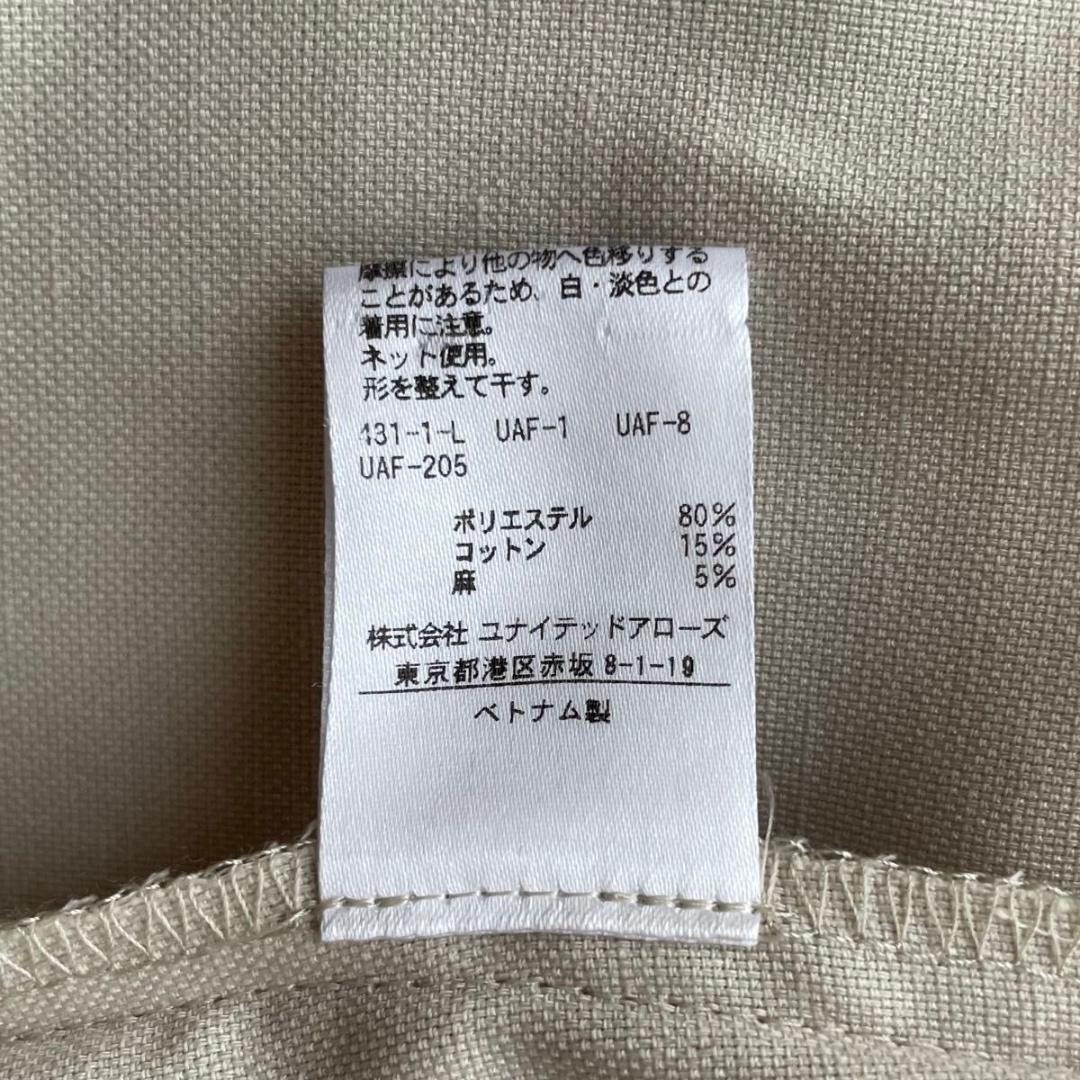 摩擦により他の物へ色移りする
ことがあるため、白・淡色との
着用に注意。
ネット使用。
形を整えて干す。
431-1-L UAF-1 UAF-8
UAF-205
ポリエステル 80%
コットン 15%
麻 5%
株式会社 ユナイテッドアローズ
東京都港区赤坂 8-1-19
ベトナム製